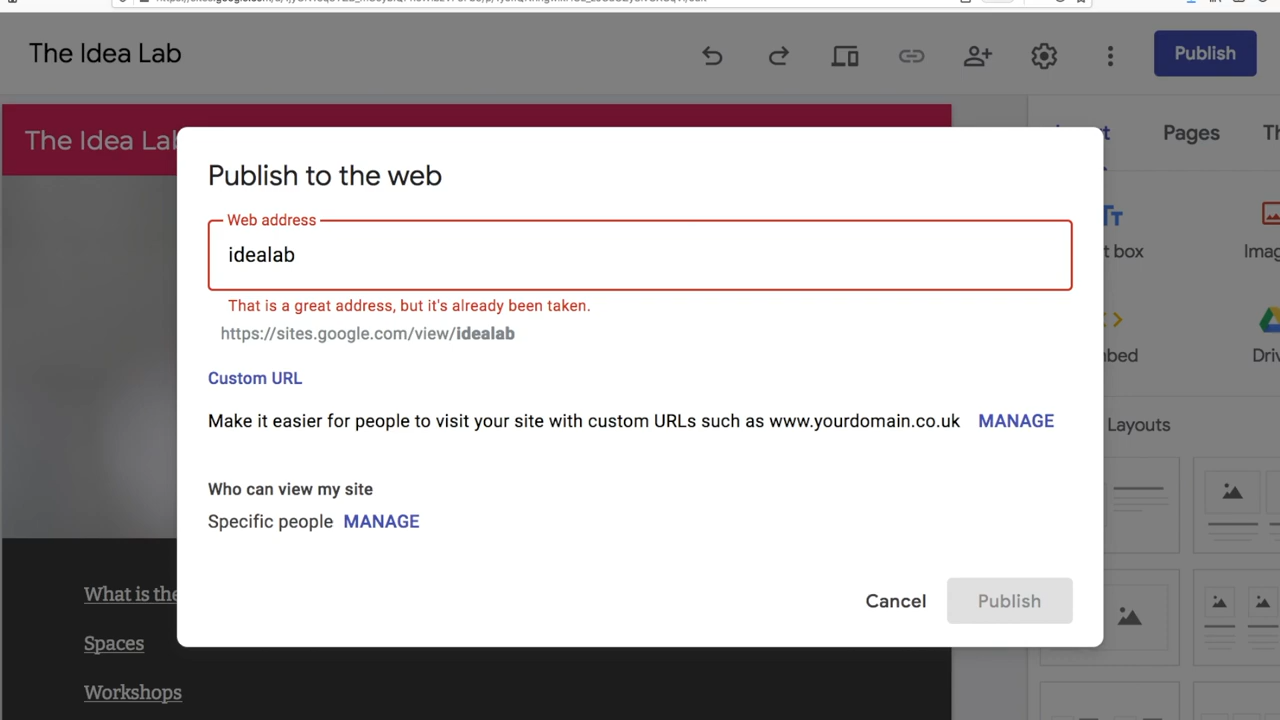 The Idea Lab
Publish
The Idea
Pages
Publish to the web
Web address
idealab
That is a great address, but it's already been taken.
https://sites.google.com/view/idealab
Custom URL
Make it easier for people to visit your site with custom URLs such as www.yourdomain.co.uk MANAGE
Who can view my site
Specific people MANAGE
Cancel
Publish
box
Layouts
What is the
Spaces
Workshops